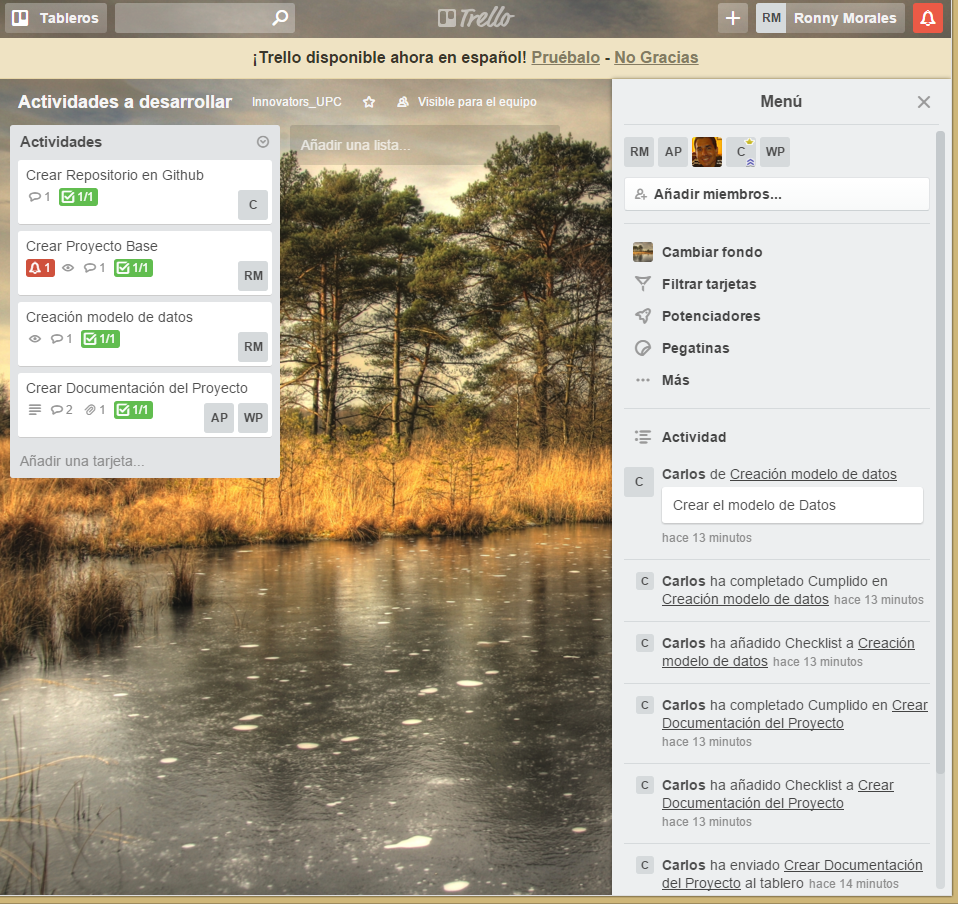 Tableros
Trello
RM Ronny Morales
¡Trello disponible ahora en español! Pruébalo - No Gracias
Actividades a desarrollar Innovators_UPC Visible para el equipo
Actividades
Crear Repositorio en Github
1 1/1
C
Crear Proyecto Base
1 1 1/1
RM
Creación modelo de datos
1 1/1
RM
Crear Documentación del Proyecto
2 1 1/1
AP WP
Añadir una tarjeta...
Añadir una lista...
Menú
RM AP C WP
Añadir miembros...
Cambiar fondo
Filtrar tarjetas
Potenciadores
Pegatinas
Más
Actividad
C
Carlos de Creación modelo de datos
Crear el modelo de Datos
hace 13 minutos
C Carlos ha completado Cumplido en
Creación modelo de datos hace 13 minutos
C Carlos ha añadido Checklist a Creación
modelo de datos hace 13 minutos
C Carlos ha completado Cumplido en Crear
Documentación del Proyecto
hace 13 minutos
C Carlos ha añadido Checklist a Crear
Documentación del Proyecto
hace 13 minutos
C Carlos ha enviado Crear Documentación
del Proyecto al tablero hace 14 minutos